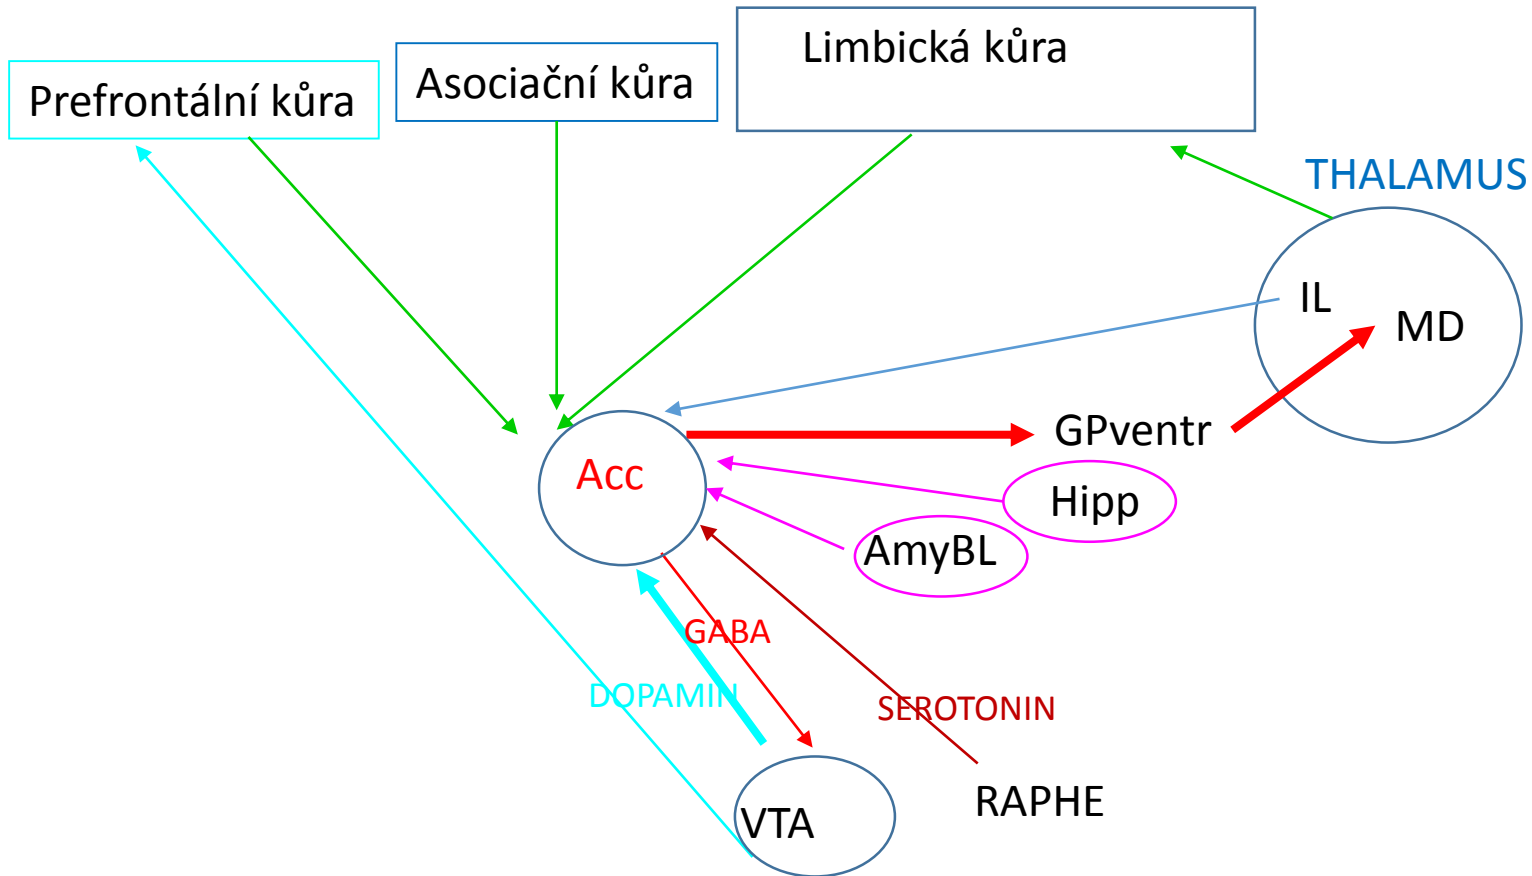 Limbická kůra
Asociační kůra
Prefrontální kůra
THALAMUS
IL
MD
GPventr
Acc
Hipp
AmyBL
GABA
DOPAMIN
SEROTONIN
RAPHE
VTA